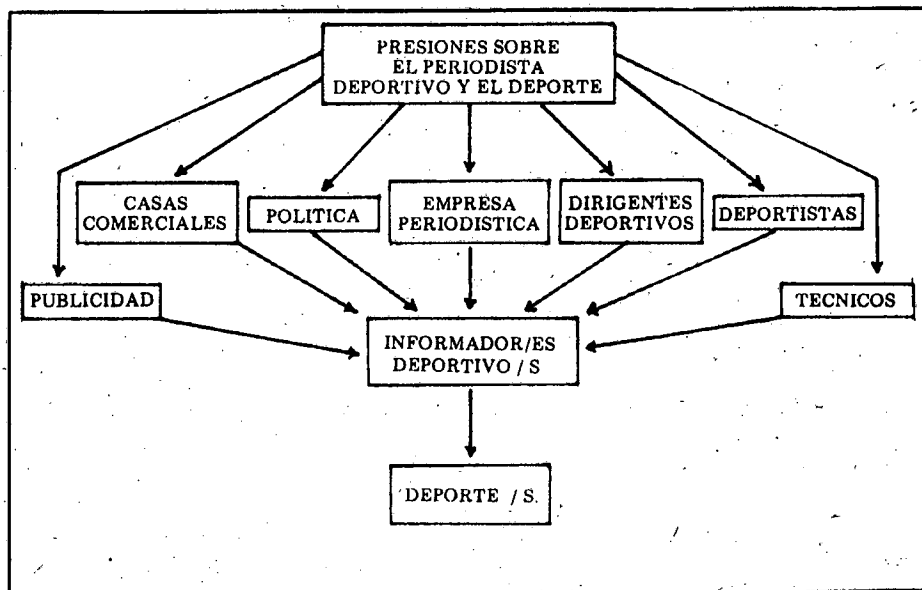 PRESIONES SOBRE
EL PERIODISTA
DEPORTIVO Y EL DEPORTE
CASAS
COMERCIALES
POLITICA
EMPRESA
PERIODISTICA
DIRIGENTES
DEPORTIVOS
DEPORTISTAS
PUBLICIDAD
TECNICOS
INFORMADOR/ES
DEPORTIVO / S
DEPORTE / S.